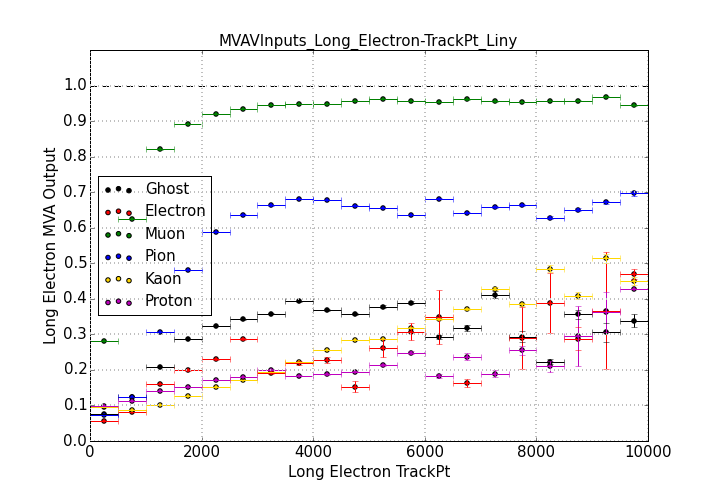 MVAVInputs_Long_Electron-TrackPt_Liny
Long Electron MVA Output
1.0
0.9
0.8
0.7
0.6
0.5
0.4
0.3
0.2
0.1
0.0
Ghost
Electron
Muon
Pion
Kaon
Proton
0 2000 4000 6000 8000 10000
Long Electron TrackPt